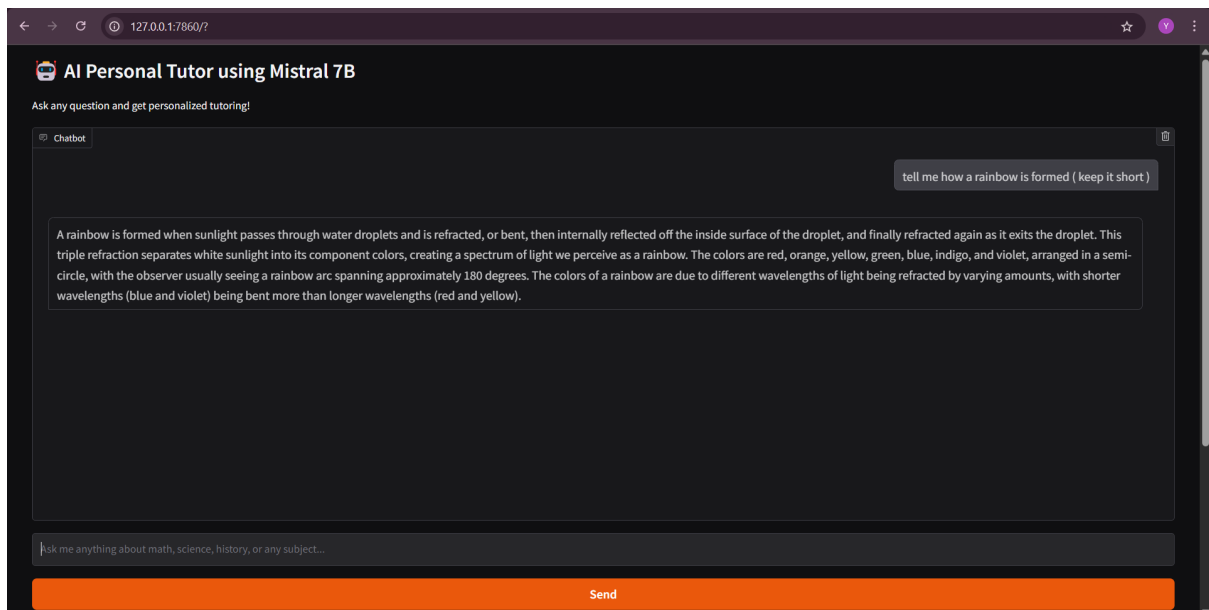 127.0.0.1:7860/?
Y
AI Personal Tutor using Mistral 7B
Ask any question and get personalized tutoring!
Chatbot
tell me how a rainbow is formed ( keep it short )
A rainbow is formed when sunlight passes through water droplets and is refracted, or bent, then internally reflected off the inside surface of the droplet, and finally refracted again as it exits the droplet. This
triple refraction separates white sunlight into its component colors, creating a spectrum of light we perceive as a rainbow. The colors are red, orange, yellow, green, blue, indigo, and violet, arranged in a semi-
circle, with the observer usually seeing a rainbow arc spanning approximately 180 degrees. The colors of a rainbow are due to different wavelengths of light being refracted by varying amounts, with shorter
wavelengths (blue and violet) being bent more than longer wavelengths (red and yellow).
Ask me anything about math, science, history, or any subject...
Send